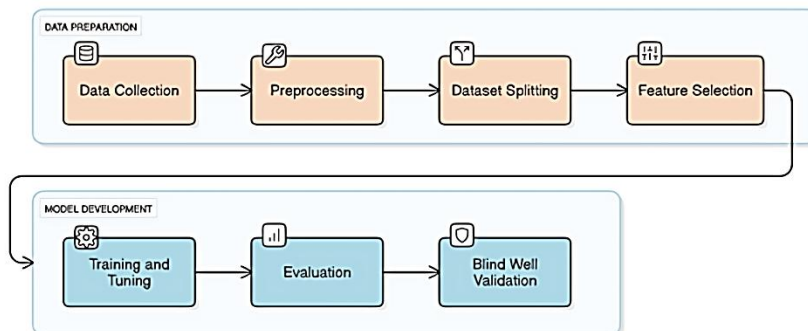 DATA PREPARATION
Data Collection
Preprocessing
Dataset Splitting
Feature Selection
MODEL DEVELOPMENT
Training and
Tuning
Evaluation
Blind Well
Validation